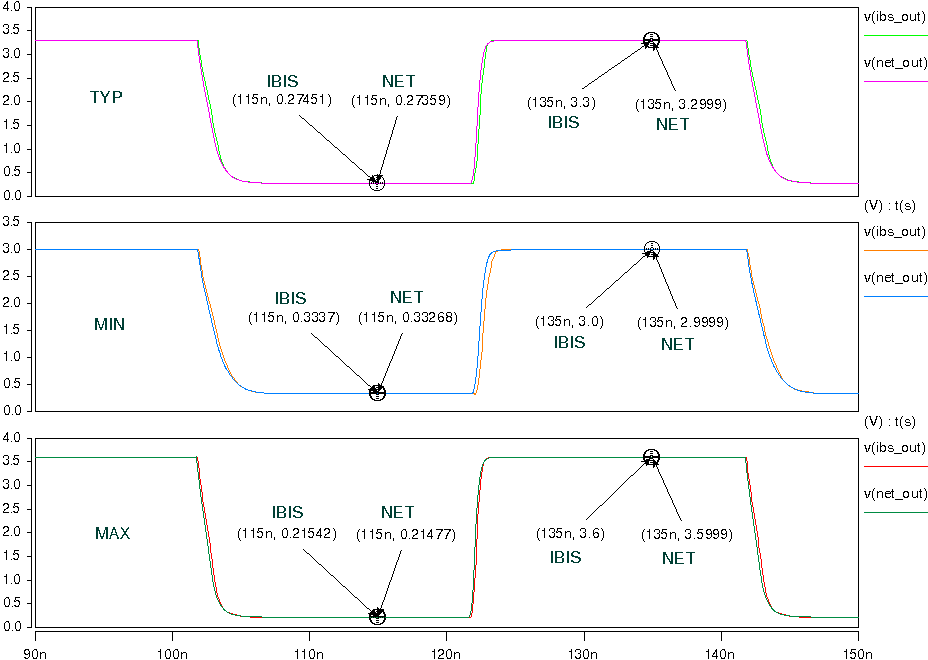 4.0
3.5
3.0
2.5
2.0
1.5
1.0
0.5
0.0
TYP
IBIS
(115n, 0.27451)
NET
(115n, 0.27359)
(135n, 3.3)
IBIS
(135n, 3.2999)
NET
v(ibs_out)
v(net_out)
(V) : t(s)
3.5
3.0
2.5
2.0
1.5
1.0
0.5
0.0
MIN
IBIS
(115n, 0.3337)
NET
(115n, 0.33268)
(135n, 3.0)
IBIS
(135n, 2.9999)
NET
v(ibs_out)
v(net_out)
(V) : t(s)
4.0
3.5
3.0
2.5
2.0
1.5
1.0
0.5
0.0
MAX
IBIS
(115n, 0.21542)
NET
(115n, 0.21477)
(135n, 3.6)
IBIS
(135n, 3.5999)
NET
v(ibs_out)
v(net_out)
90n 100n 110n 120n 130n 140n 150n